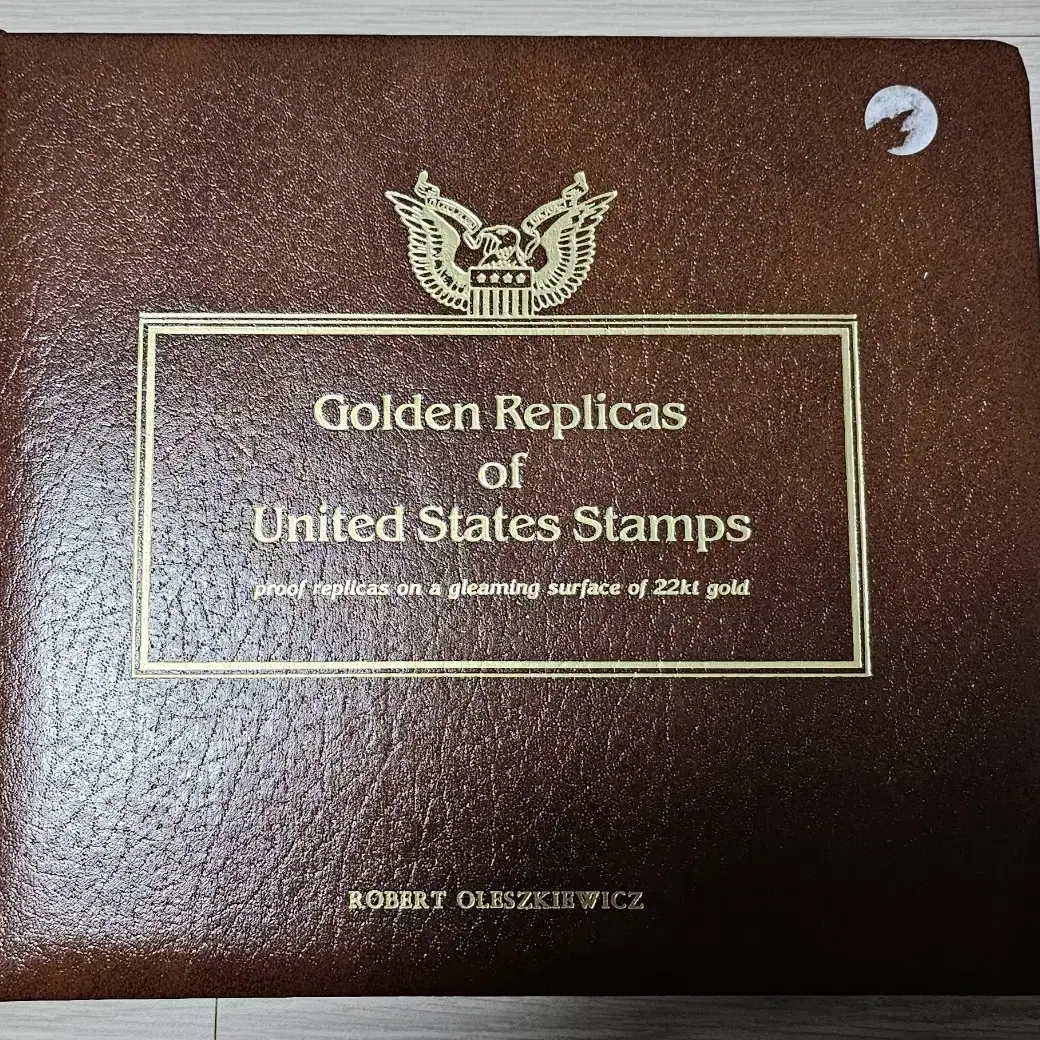 Golden Replicas
of
United States Stamps
proof replicas on a gleaming surface of 22kt gold
ROBERT OLESZKIEWICZ